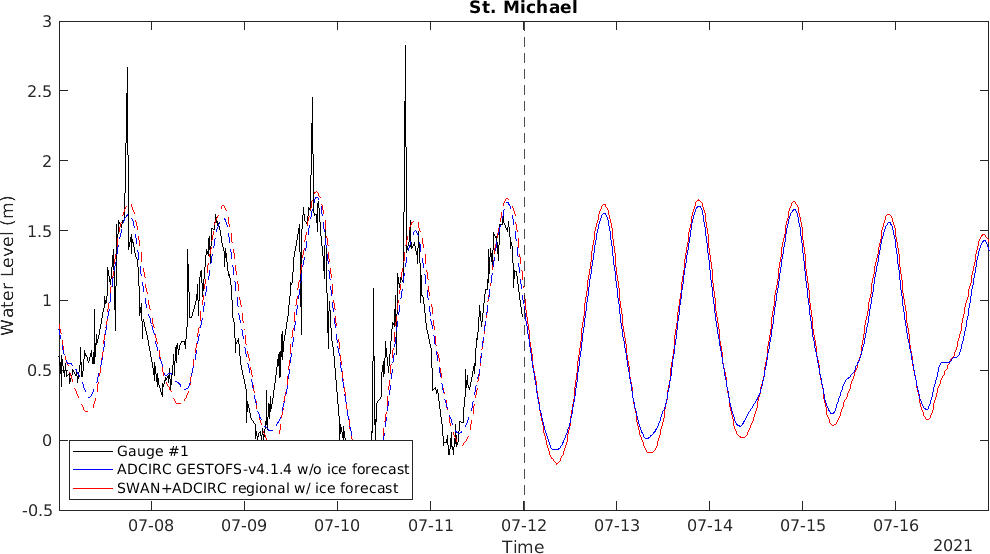 St. Michael
3
2.5
2
1.5
1
0.5
0
-0.5
Water Level (m)
Gauge #1
ADCIRC GESTOFS-v4.1.4 w/o ice forecast
SWAN+ADCIRC regional w/ ice forecast
07-08 07-09 07-10 07-11 07-12 07-13 07-14 07-15 07-16
Time
2021